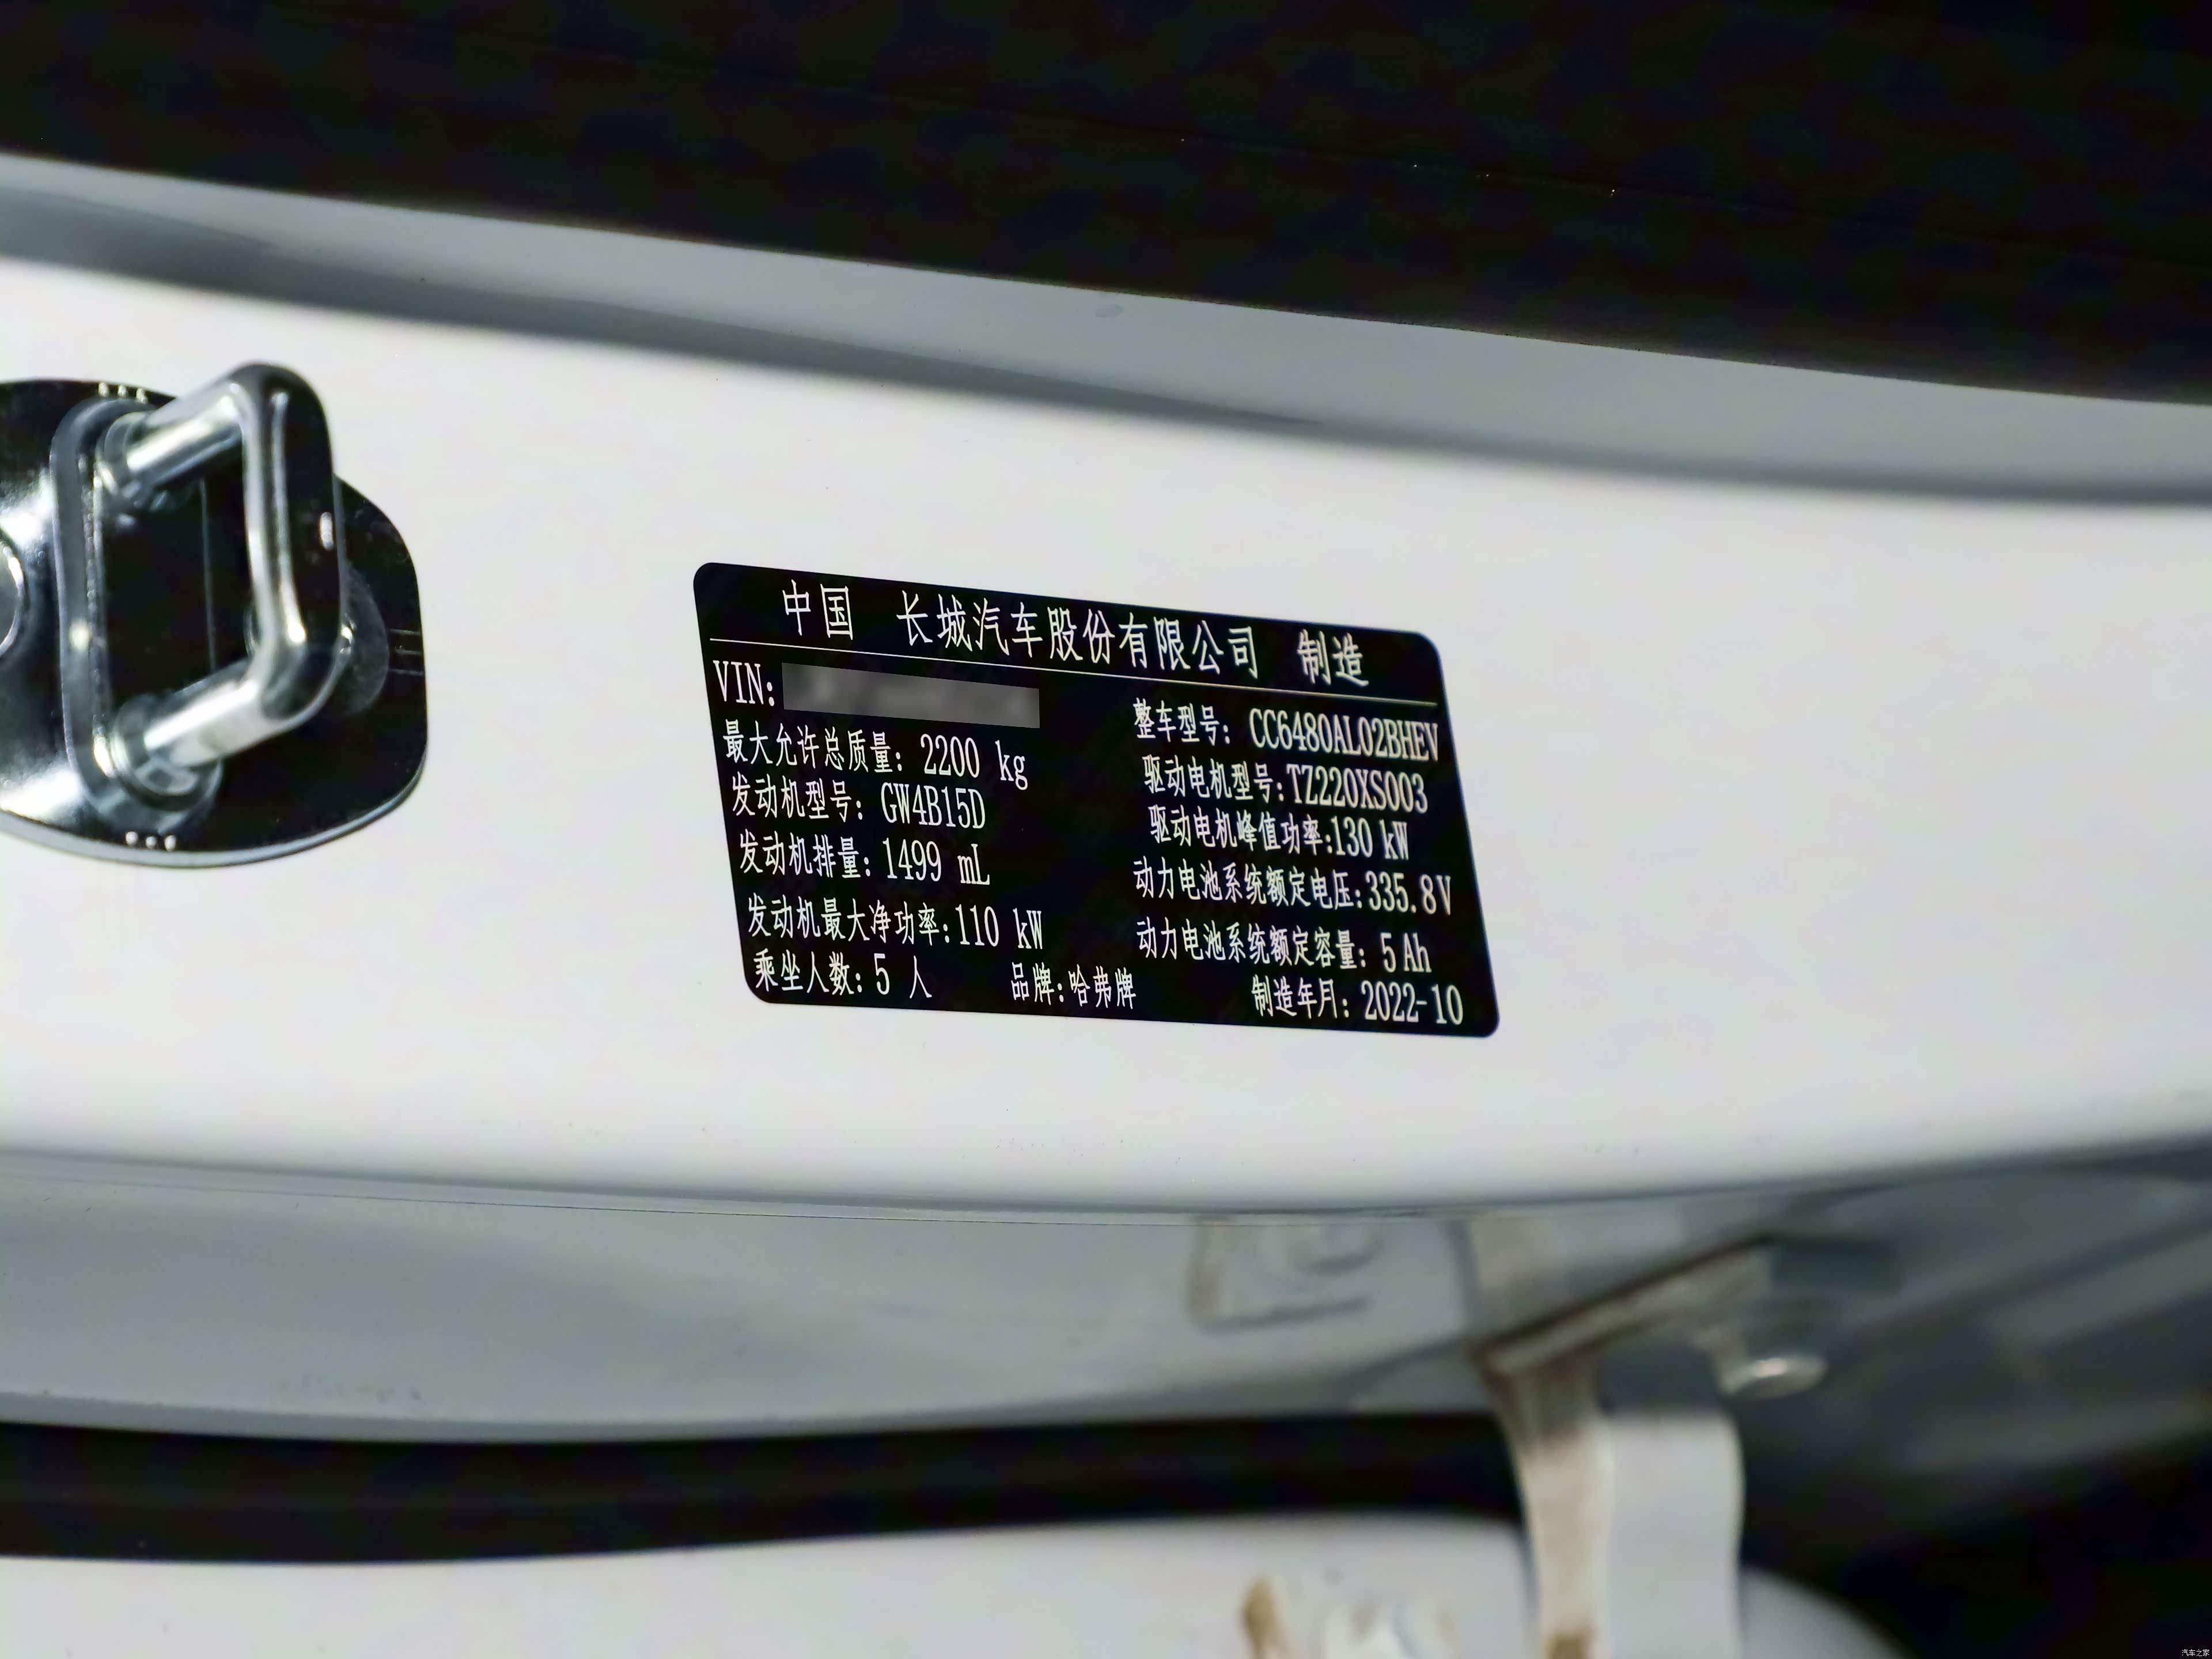 中国 长城汽车股份有限公司 制造
VIN:
整车型号: CC6480AL02BHEV
最大允许总质量: 2200 kg
驱动电机型号:TZ220XS003
发动机型号: GW4B15D
驱动电机峰值功率:130 kW
发动机排量: 1499 mL
动力电池系统额定电压:335.8V
发动机最大净功率:110 kW
动力电池系统额定容量: 5 Ah
乘坐人数: 5 人 品牌:哈弗牌 制造年月: 2022-10
汽车之家